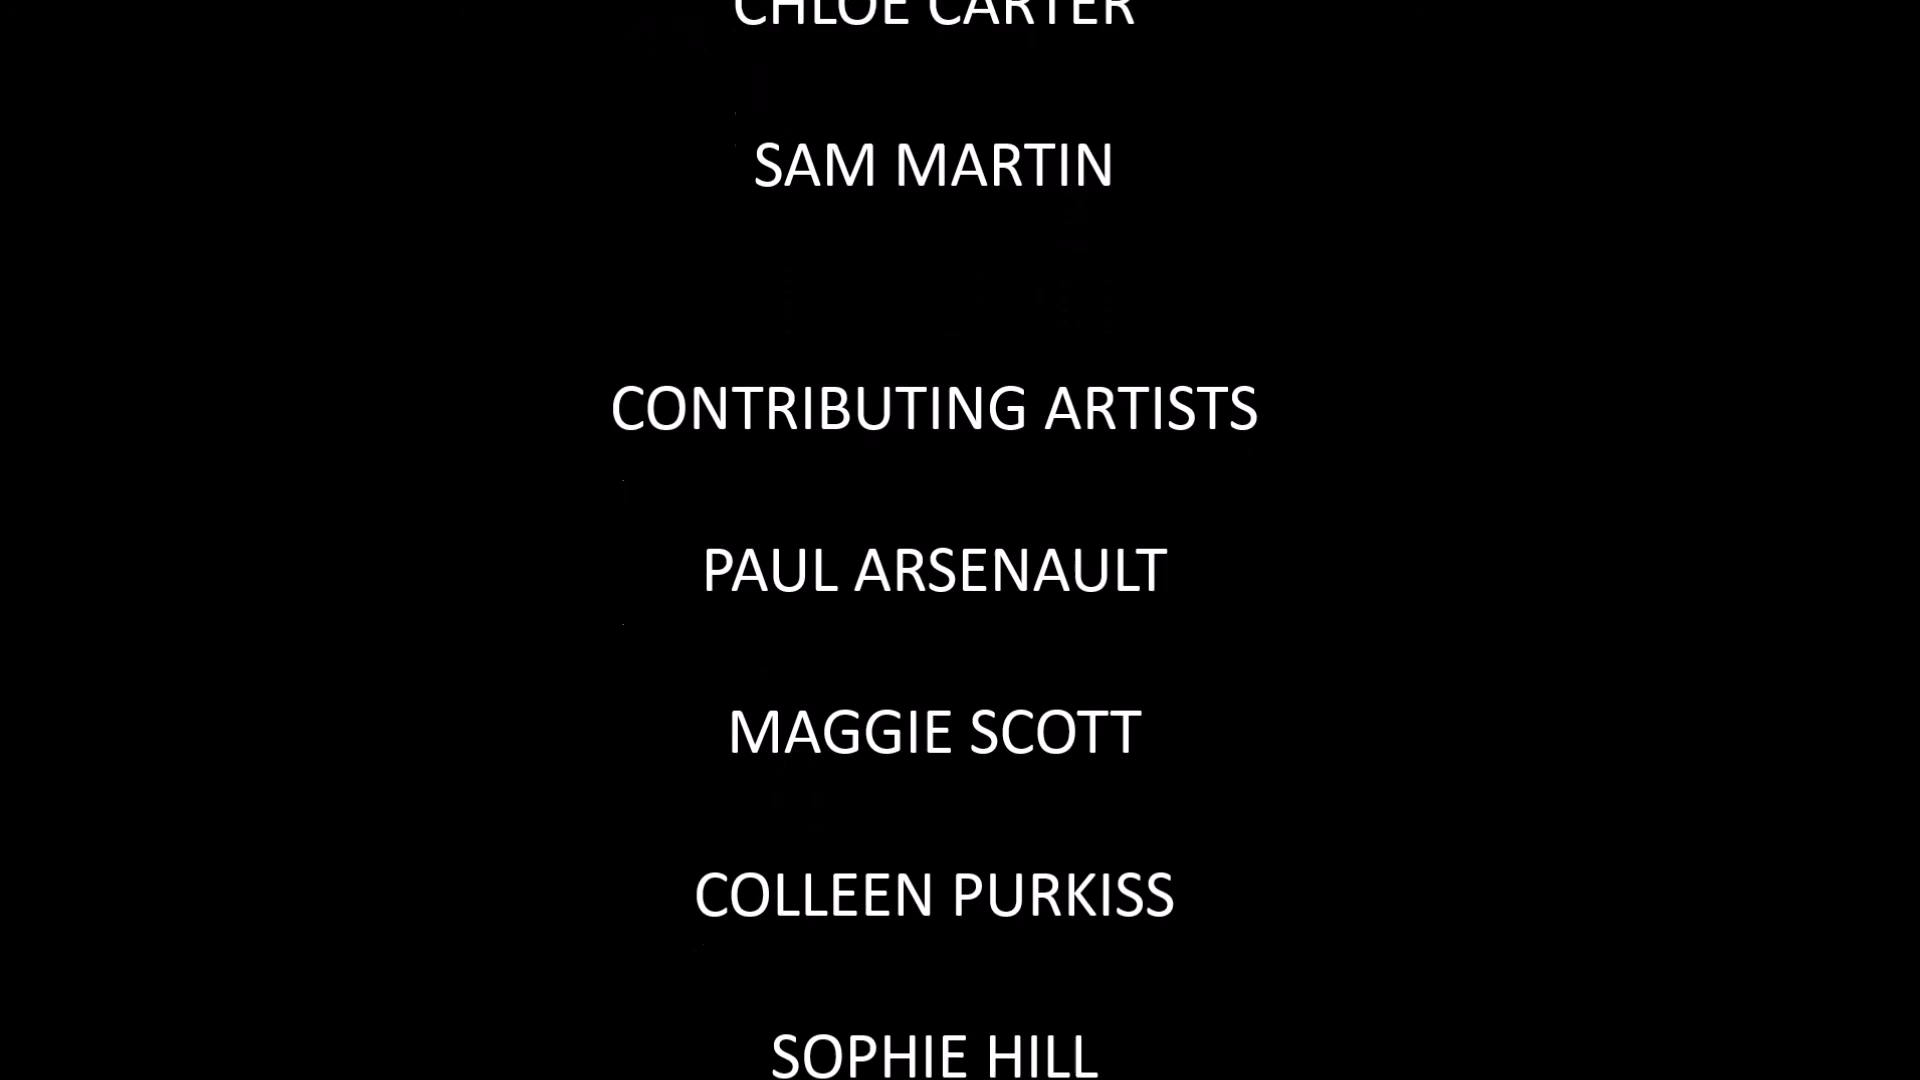 CHLOE CARTER
SAM MARTIN
CONTRIBUTING ARTISTS
PAUL ARSENAULT
MAGGIE SCOTT
COLLEEN PURKISS
SOPHIE HILL